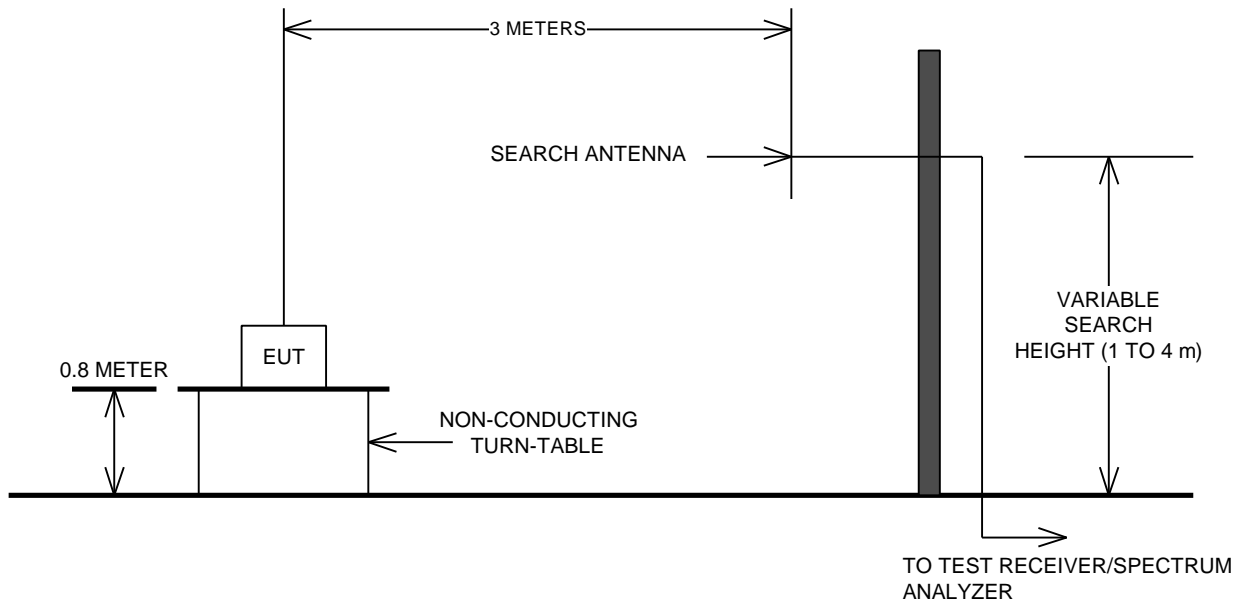 3 METERS
SEARCH ANTENNA
VARIABLE
SEARCH
HEIGHT (1 TO 4 m)
EUT
0.8 METER
NON-CONDUCTING
TURN-TABLE
TO TEST RECEIVER/SPECTRUM
ANALYZER